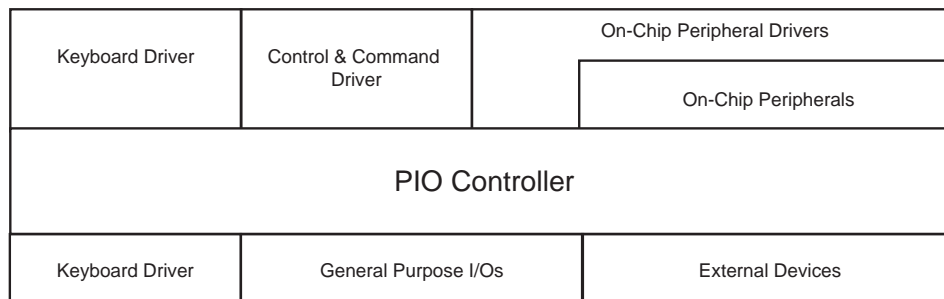 Keyboard Driver
Control & Command
Driver
On-Chip Peripheral Drivers
On-Chip Peripherals
PIO Controller
Keyboard Driver
General Purpose I/Os
External Devices